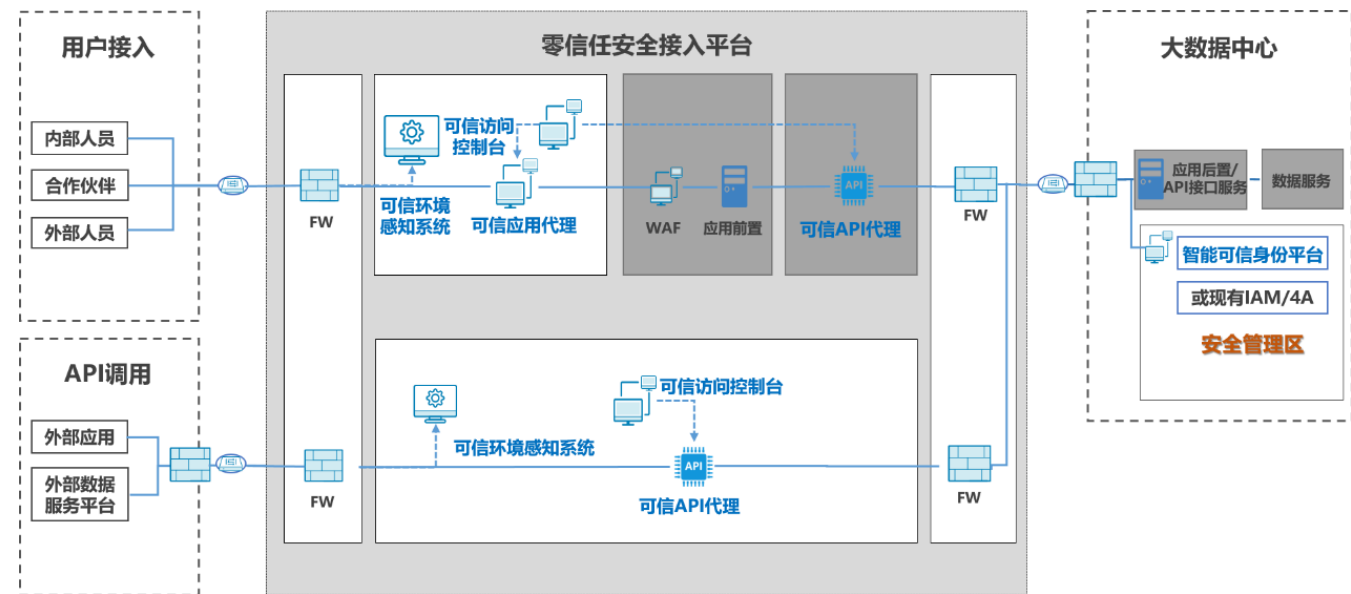 用户接入
内部人员
合作伙伴
外部人员
API调用
外部应用
外部数据
服务平台
零信任安全接入平台
FW
可信访问
控制台
可信环境
感知系统
可信应用代理
WAF
应用前置
API
可信API代理
FW
FW
可信环境感知系统
可信访问控制台
API
可信API代理
FW
大数据中心
应用后置/
API接口服务
数据服务
智能可信身份平台
或现有IAM/4A
安全管理区